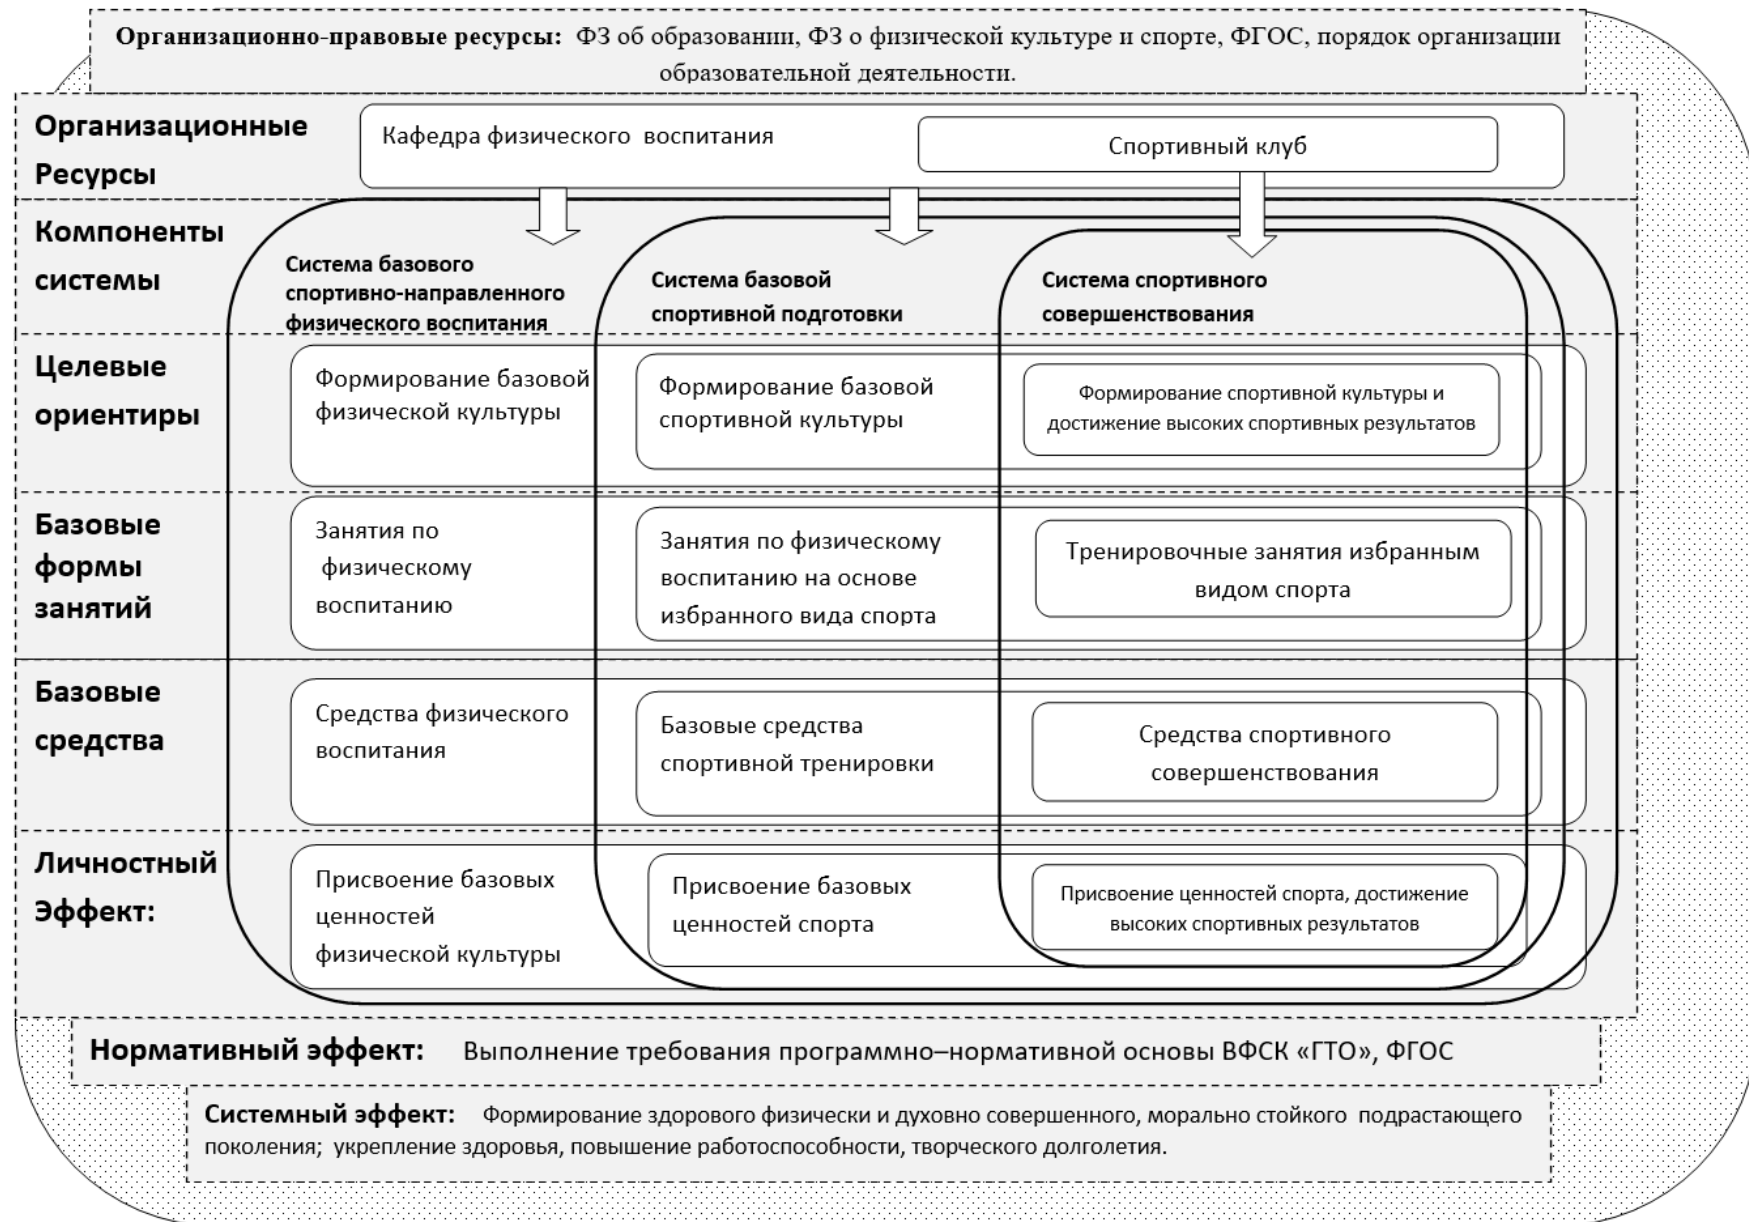 Организационно-правовые ресурсы: ФЗ об образовании, ФЗ о физической культуре и спорте, ФГОС, порядок организации
образовательной деятельности.
Организационные
Ресурсы
Кафедра физического воспитания
Спортивный клуб
Компоненты
системы
Система базового
спортивно-направленного
физического воспитания
Система базовой
спортивной подготовки
Система спортивного
совершенствования
Целевые
ориентиры
Формирование базовой
физической культуры
Формирование базовой
спортивной культуры
Формирование спортивной культуры и
достижение высоких спортивных результатов
Базовые
формы
занятий
Занятия по
физическому
воспитанию
Занятия по физическому
воспитанию на основе
избранного вида спорта
Тренировочные занятия избранным
видом спорта
Базовые
средства
Средства физического
воспитания
Базовые средства
спортивной тренировки
Средства спортивного
совершенствования
Личностный
Эффект:
Присвоение базовых
ценностей
физической культуры
Присвоение базовых
ценностей спорта
Присвоение ценностей спорта, достижение
высоких спортивных результатов
Нормативный эффект: Выполнение требования программно–нормативной основы ВФСК «ГТО», ФГОС
Системный эффект: Формирование здорового физически и духовно совершенного, морально стойкого подрастающего
поколения; укрепление здоровья, повышение работоспособности, творческого долголетия.